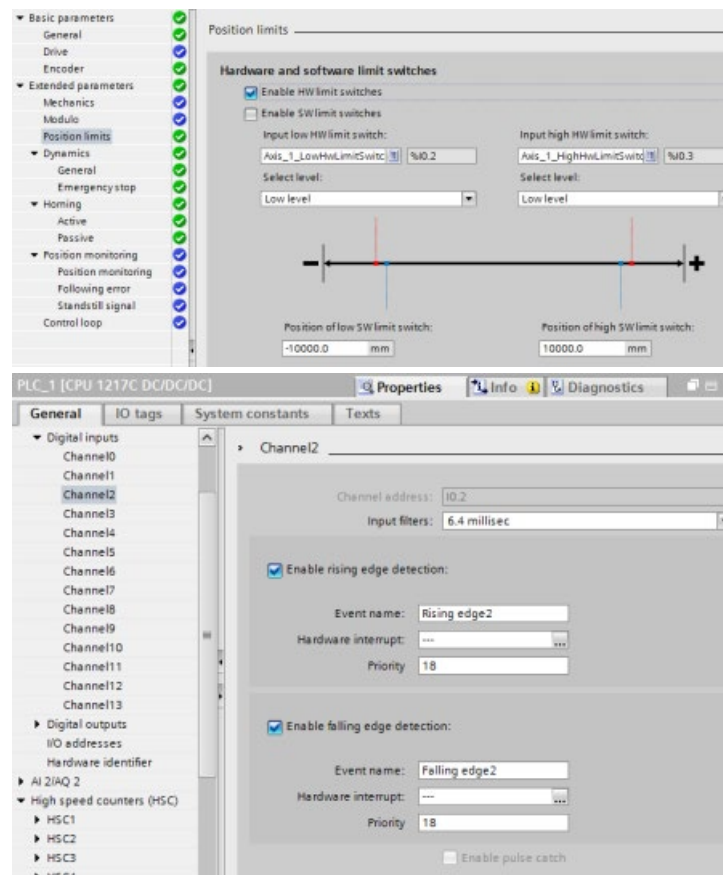 Basic parameters
General
Drive
Encoder
Extended parameters
Mechanics
Modulo
Position limits
Dynamics
General
Emergency stop
Homing
Active
Passive
Position monitoring
Position monitoring
Following error
Standstill signal
Control loop
Position limits
Hardware and software limit switches
Enable HW limit switches
Enable SW limit switches
Input low HW limit switch: Input high HW limit switch:
Axis_1_LowHwLimitSwitc %I0.2 Axis_1_HighHwLimitSwitc %I0.3
Select level: Select level:
Low level Low level
Position of low SW limit switch: Position of high SW limit switch:
-10000.0 mm 10000.0 mm
PLC_1 [CPU 1217C DC/DC/DC] Properties Info Diagnostics
General IO tags System constants Texts
Digital inputs
Channel0
Channel1
Channel2
Channel3
Channel4
Channel5
Channel6
Channel7
Channel8
Channel9
Channel10
Channel11
Channel12
Channel13
Digital outputs
I/O addresses
Hardware identifier
AI 2/AQ 2
High speed counters (HSC)
HSC1
HSC2
HSC3
Channel2
Channel address: I0.2
Input filters: 6.4 millisec
Enable rising edge detection:
Event name: Rising edge2
Hardware interrupt: --- ...
Priority 18
Enable falling edge detection:
Event name: Falling edge2
Hardware interrupt: --- ...
Priority 18
Enable pulse catch